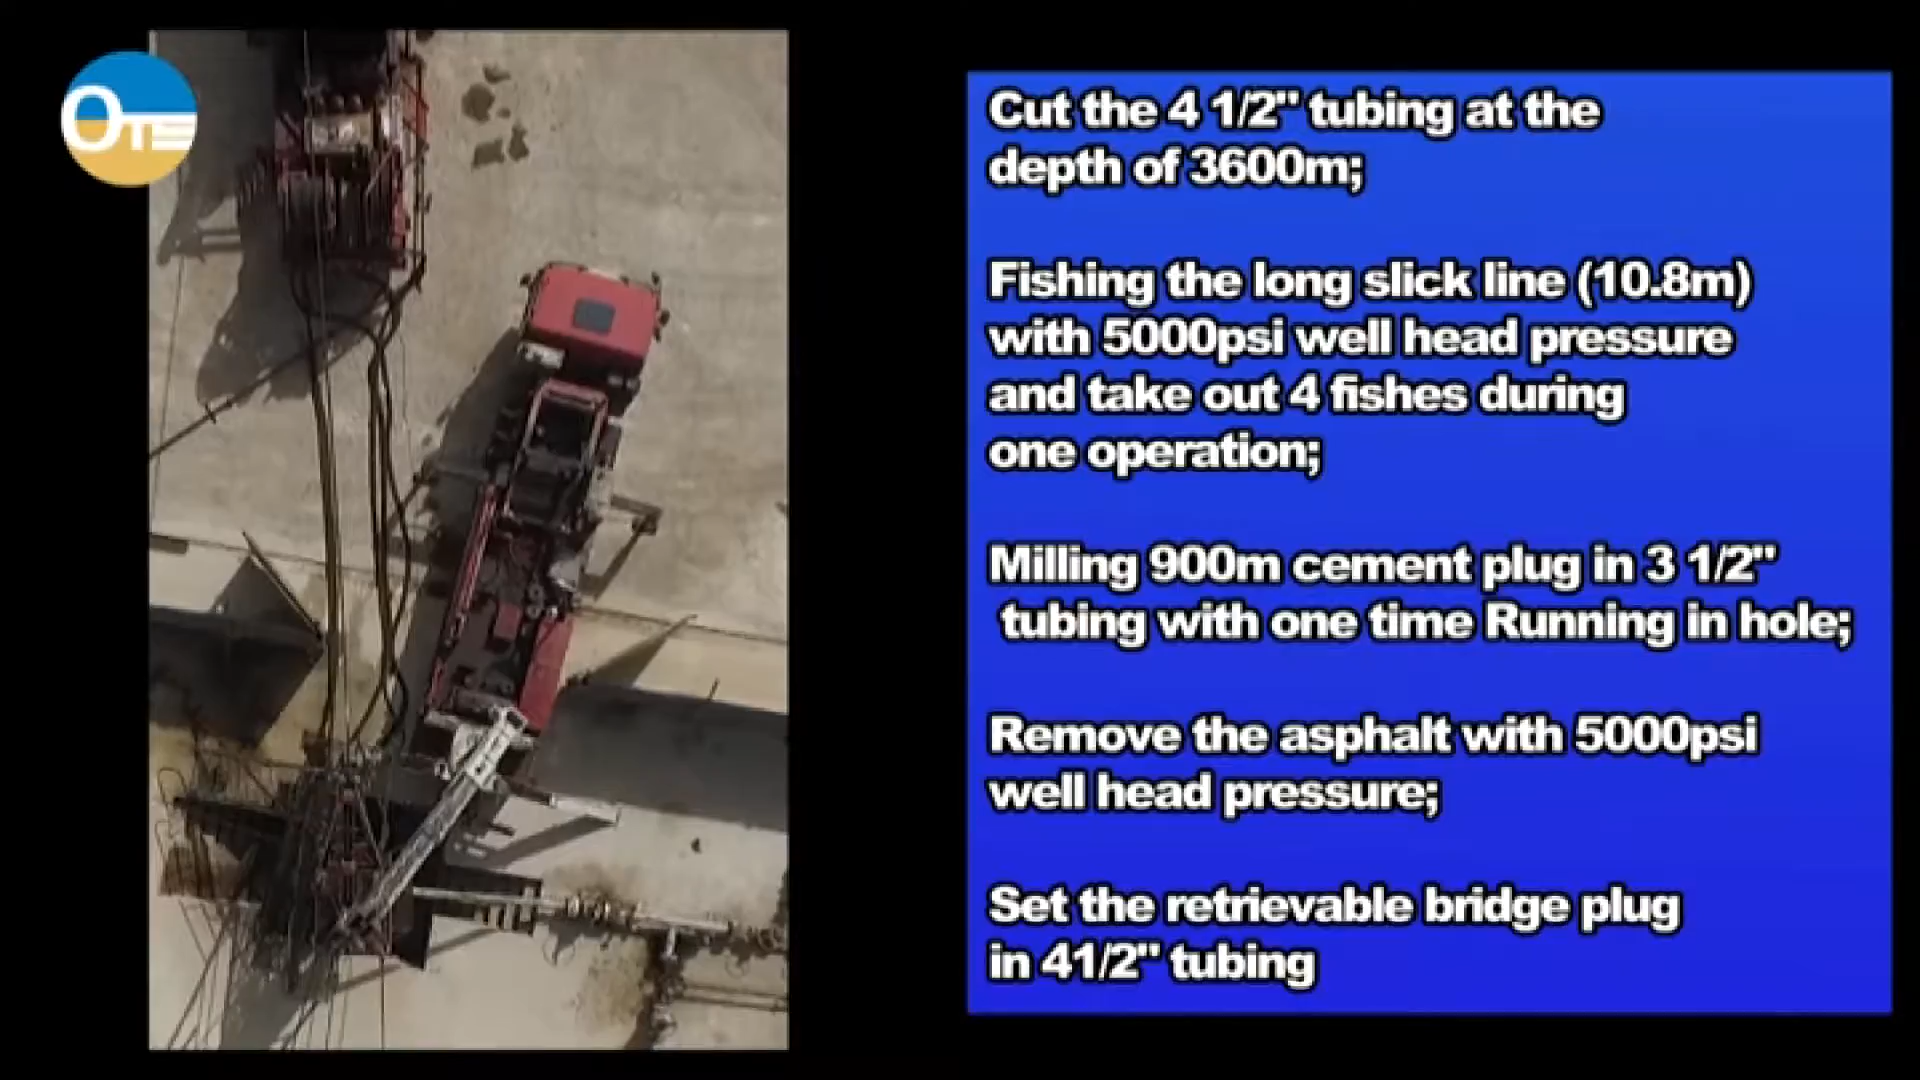 OTS
Cut the 4 1/2" tubing at the
depth of 3600m;
Fishing the long slick line (10.8m)
with 5000psi well head pressure
and take out 4 fishes during
one operation;
Milling 900m cement plug in 3 1/2"
tubing with one time Running in hole;
Remove the asphalt with 5000psi
well head pressure;
Set the retrievable bridge plug
in 41/2" tubing